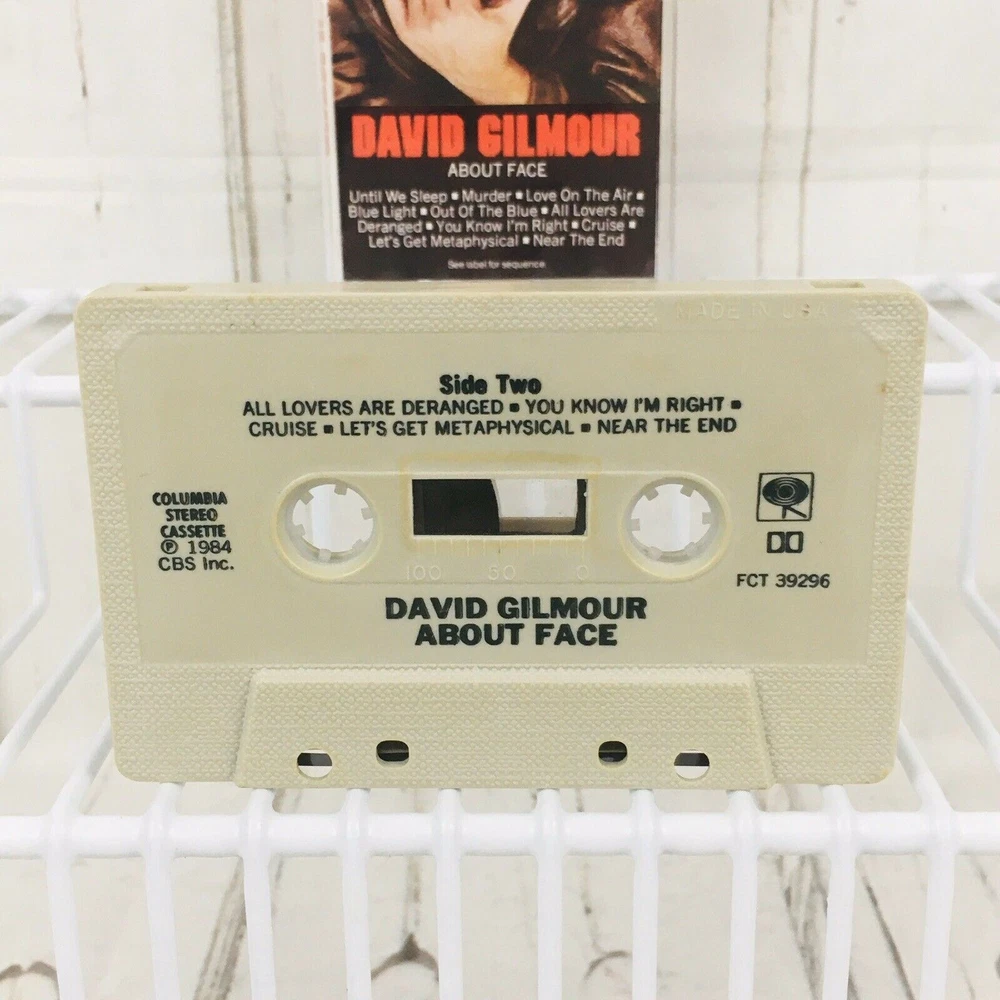 DAVID GILMOUR
ABOUT FACE
Until We Sleep ▪ Murder ▪ Love On The Air ▪
Blue Light ▪ Out Of The Blue ▪ All Lovers Are
Deranged ▪ You Know I'm Right ▪ Cruise ▪
Let's Get Metaphysical ▪ Near The End
See label for sequence
MADE IN USA
Side Two
ALL LOVERS ARE DERANGED ▪ YOU KNOW I'M RIGHT ▪
CRUISE ▪ LET'S GET METAPHYSICAL ▪ NEAR THE END
COLUMBIA
STEREO
CASSETTE
℗ 1984
CBS Inc.
100 50 0
FCT 39296
DAVID GILMOUR
ABOUT FACE